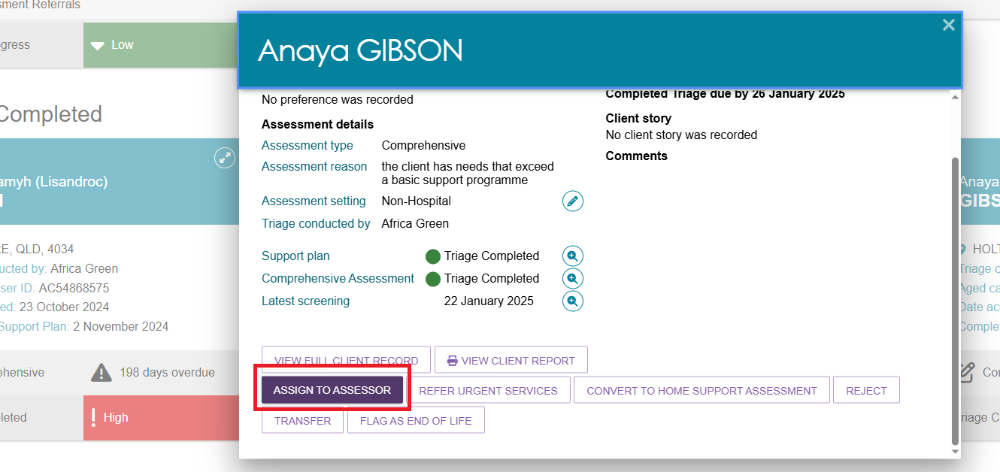 sment Referrals
gress
Low
Completed
amyh (Lisandroc)
RE, QLD, 4034
ucted by: Africa Green
ser ID: AC54868575
ed: 23 October 2024
Support Plan: 2 November 2024
ehensive
198 days overdue
leted
High
Anaya GIBSON
No preference was recorded
Assessment details
Assessment type Comprehensive
Assessment reason the client has needs that exceed
a basic support programme
Assessment setting Non-Hospital
Triage conducted by Africa Green
Support plan Triage Completed
Comprehensive Assessment Triage Completed
Latest screening 22 January 2025
Completed Triage due by 26 January 2025
Client story
No client story was recorded
Comments
VIEW FULL CLIENT RECORD
VIEW CLIENT REPORT
ASSIGN TO ASSESSOR
REFER URGENT SERVICES
CONVERT TO HOME SUPPORT ASSESSMENT
REJECT
TRANSFER
FLAG AS END OF LIFE
Anaya
GIBS
HOLT
Triage c
Aged ca
Date ac
Comple
Cor
riage C